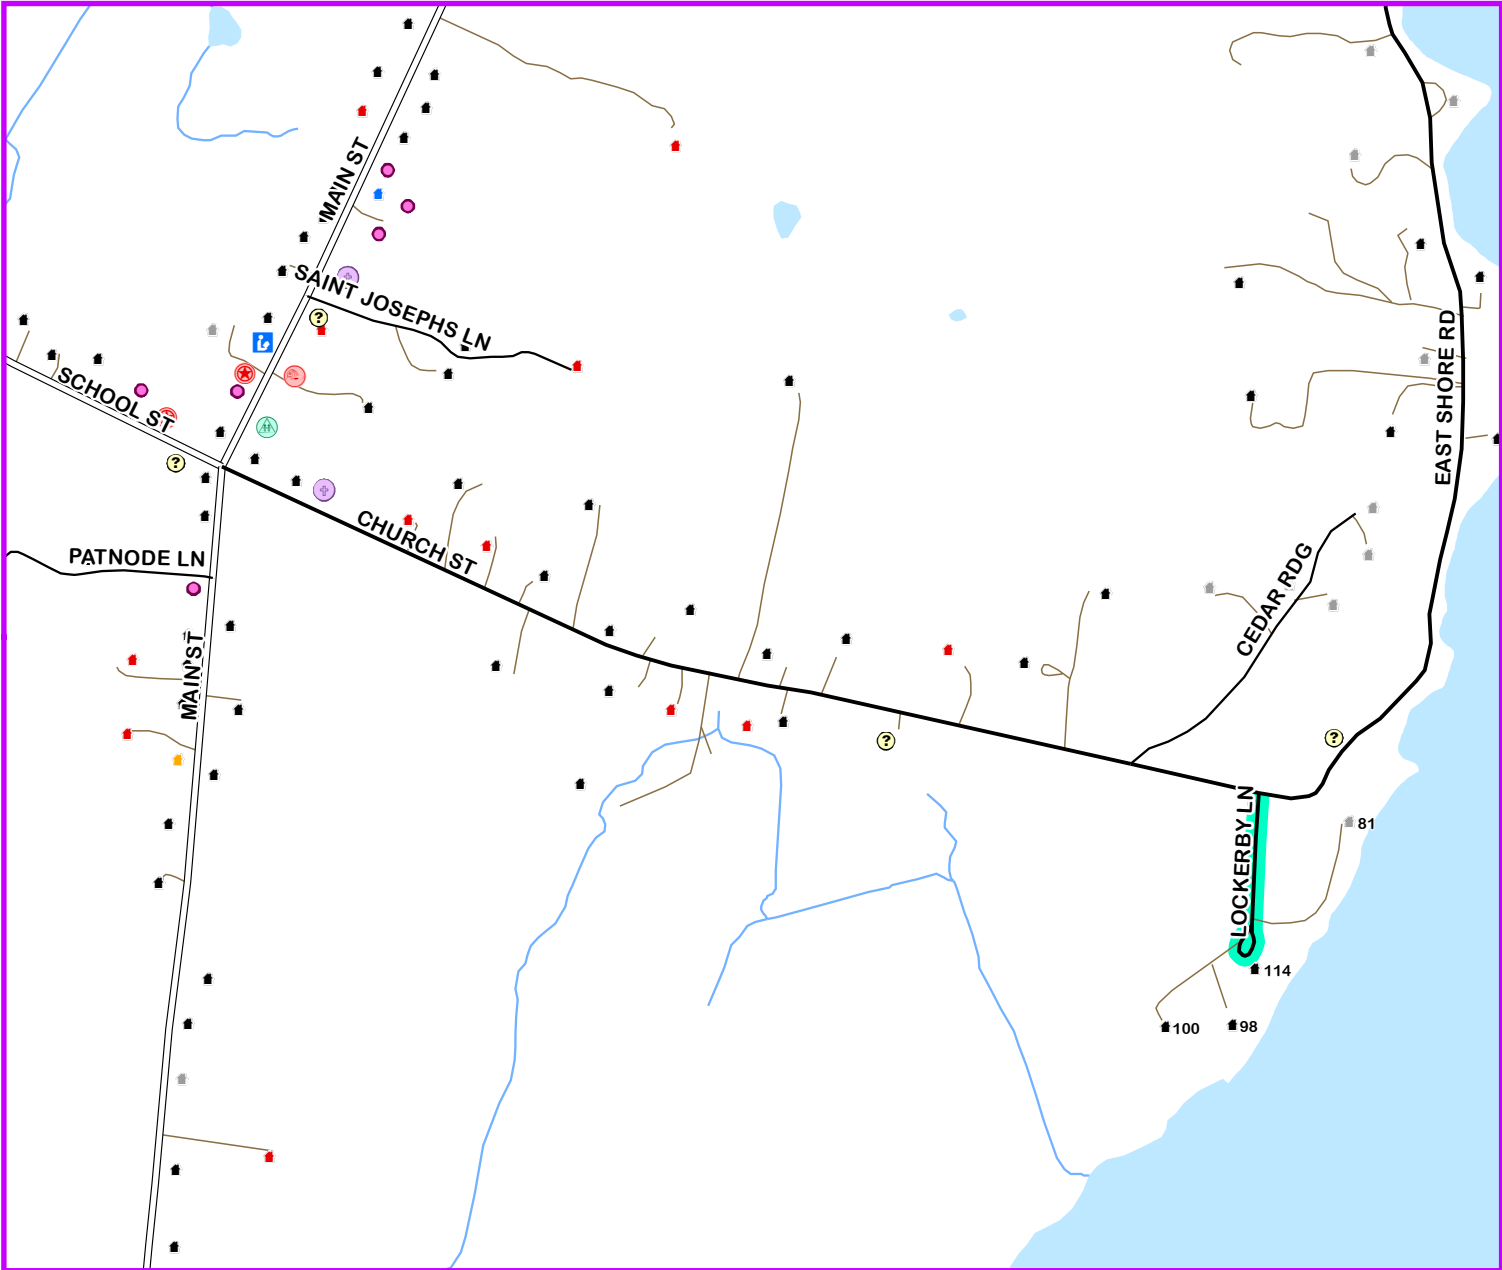 MAIN ST
SAINT JOSEPHS LN
SCHOOL ST
EAST SHORE RD
?
?
CHURCH ST
PATNODE LN
CEDAR RDG
MAIN ST
?
?
LOCKERBY LN
81
114
100
98